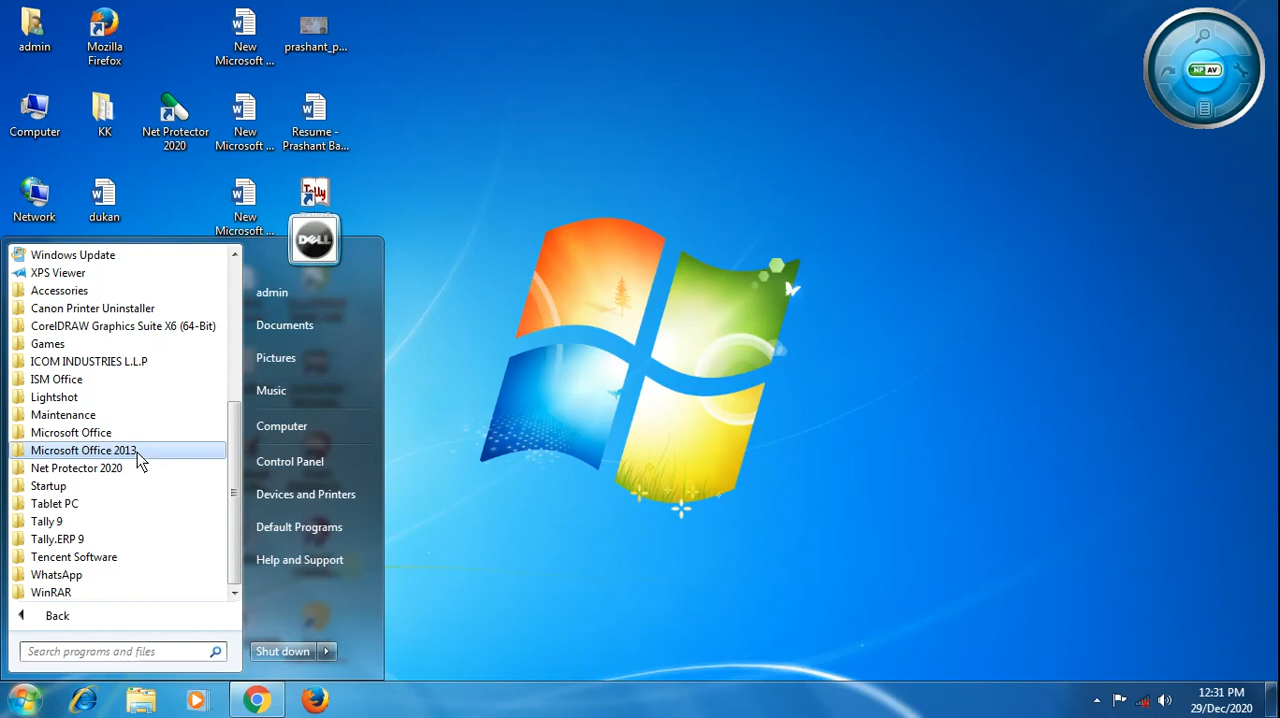 admin
Mozilla
Firefox
New
Microsoft ...
prashant_p...
Computer
KK
Net Protector
2020
New
Microsoft ...
Resume -
Prashant Ba...
Network
dukan
New
Microsoft ...
Tally
NP AV
DELL
Windows Update
XPS Viewer
Accessories
Canon Printer Uninstaller
CorelDRAW Graphics Suite X6 (64-Bit)
Games
ICOM INDUSTRIES L.L.P
ISM Office
Lightshot
Maintenance
Microsoft Office
Microsoft Office 2013
Net Protector 2020
Startup
Tablet PC
Tally 9
Tally.ERP 9
Tencent Software
WhatsApp
WinRAR
Back
Search programs and files
admin
Documents
Pictures
Music
Computer
Control Panel
Devices and Printers
Default Programs
Help and Support
Shut down
12:31 PM
29/Dec/2020